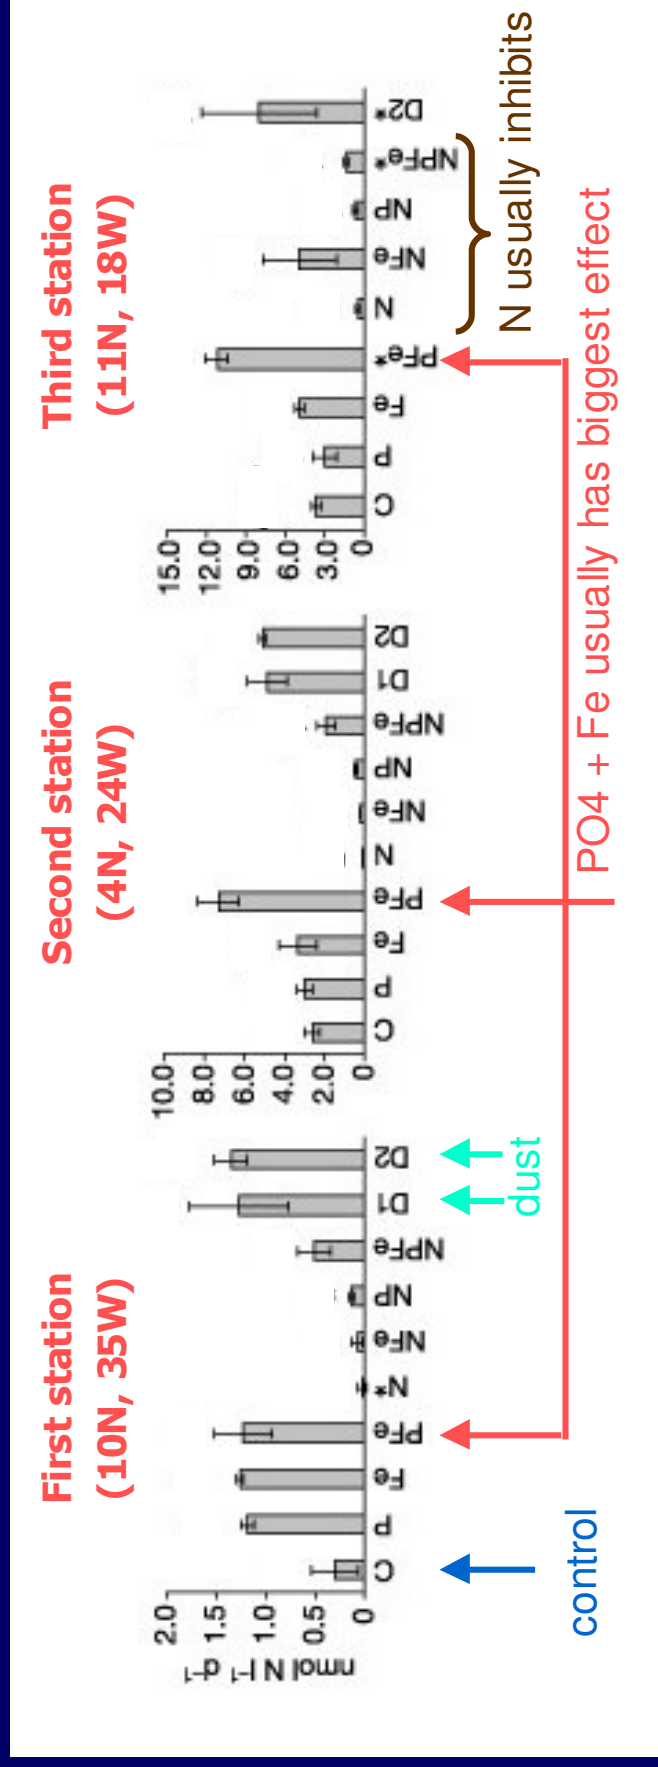 First station
(10N, 35W)
Second station
(4N, 24W)
Third station
(11N, 18W)
nmol N l⁻¹ d⁻¹
2.0
1.0
0.5
0
C
P
Fe
PFe
N*
NFe
NP
NPFe
D1
D2
10.0
8.0
6.0
4.0
2.0
0
C
P
Fe
PFe
N
NFe
NP
NPFe
D1
D2
15.0
12.0
9.0
6.0
3.0
0
C
P
Fe
PFe*
N
NFe
NP
NPFe*
D2*
control
dust
PO4 + Fe usually has biggest effect
N usually inhibits